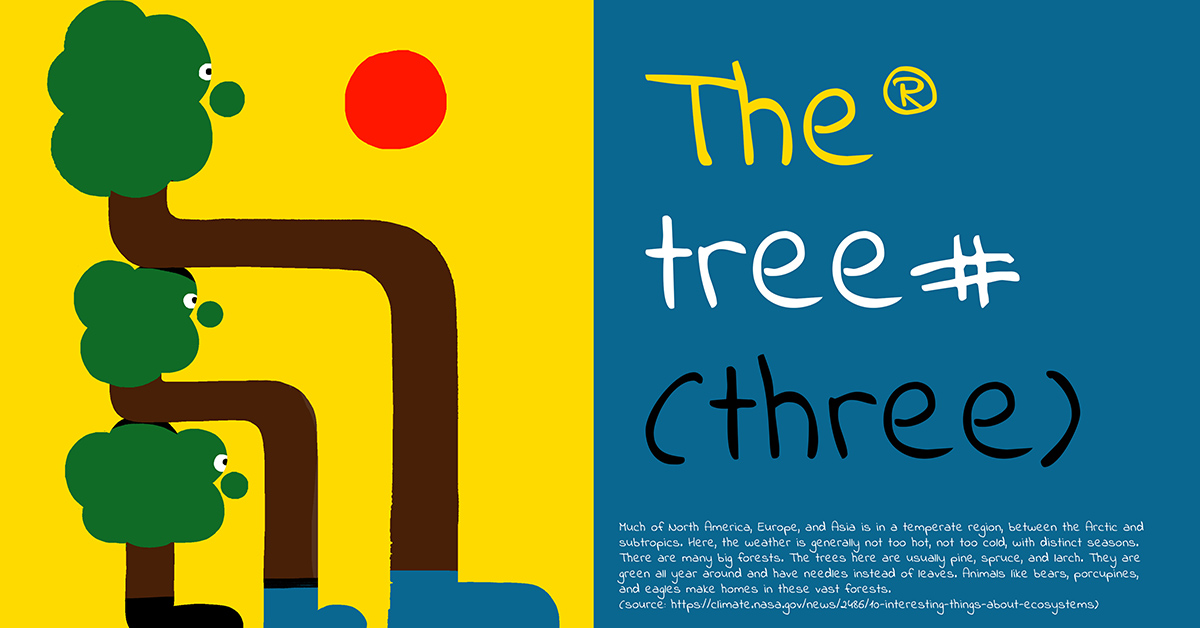 The ®
tree#
(three)
Much of North America, Europe, and Asia is in a temperate region, between the Arctic and
subtropics. Here, the weather is generally not too hot, not too cold, with distinct seasons.
There are many big forests. The trees here are usually pine, spruce, and larch. They are
green all year around and have needles instead of leaves. Animals like bears, porcupines,
and eagles make homes in these vast forests.
(source: https://climate.nasa.gov/news/2486/10-interesting-things-about-ecosystems)